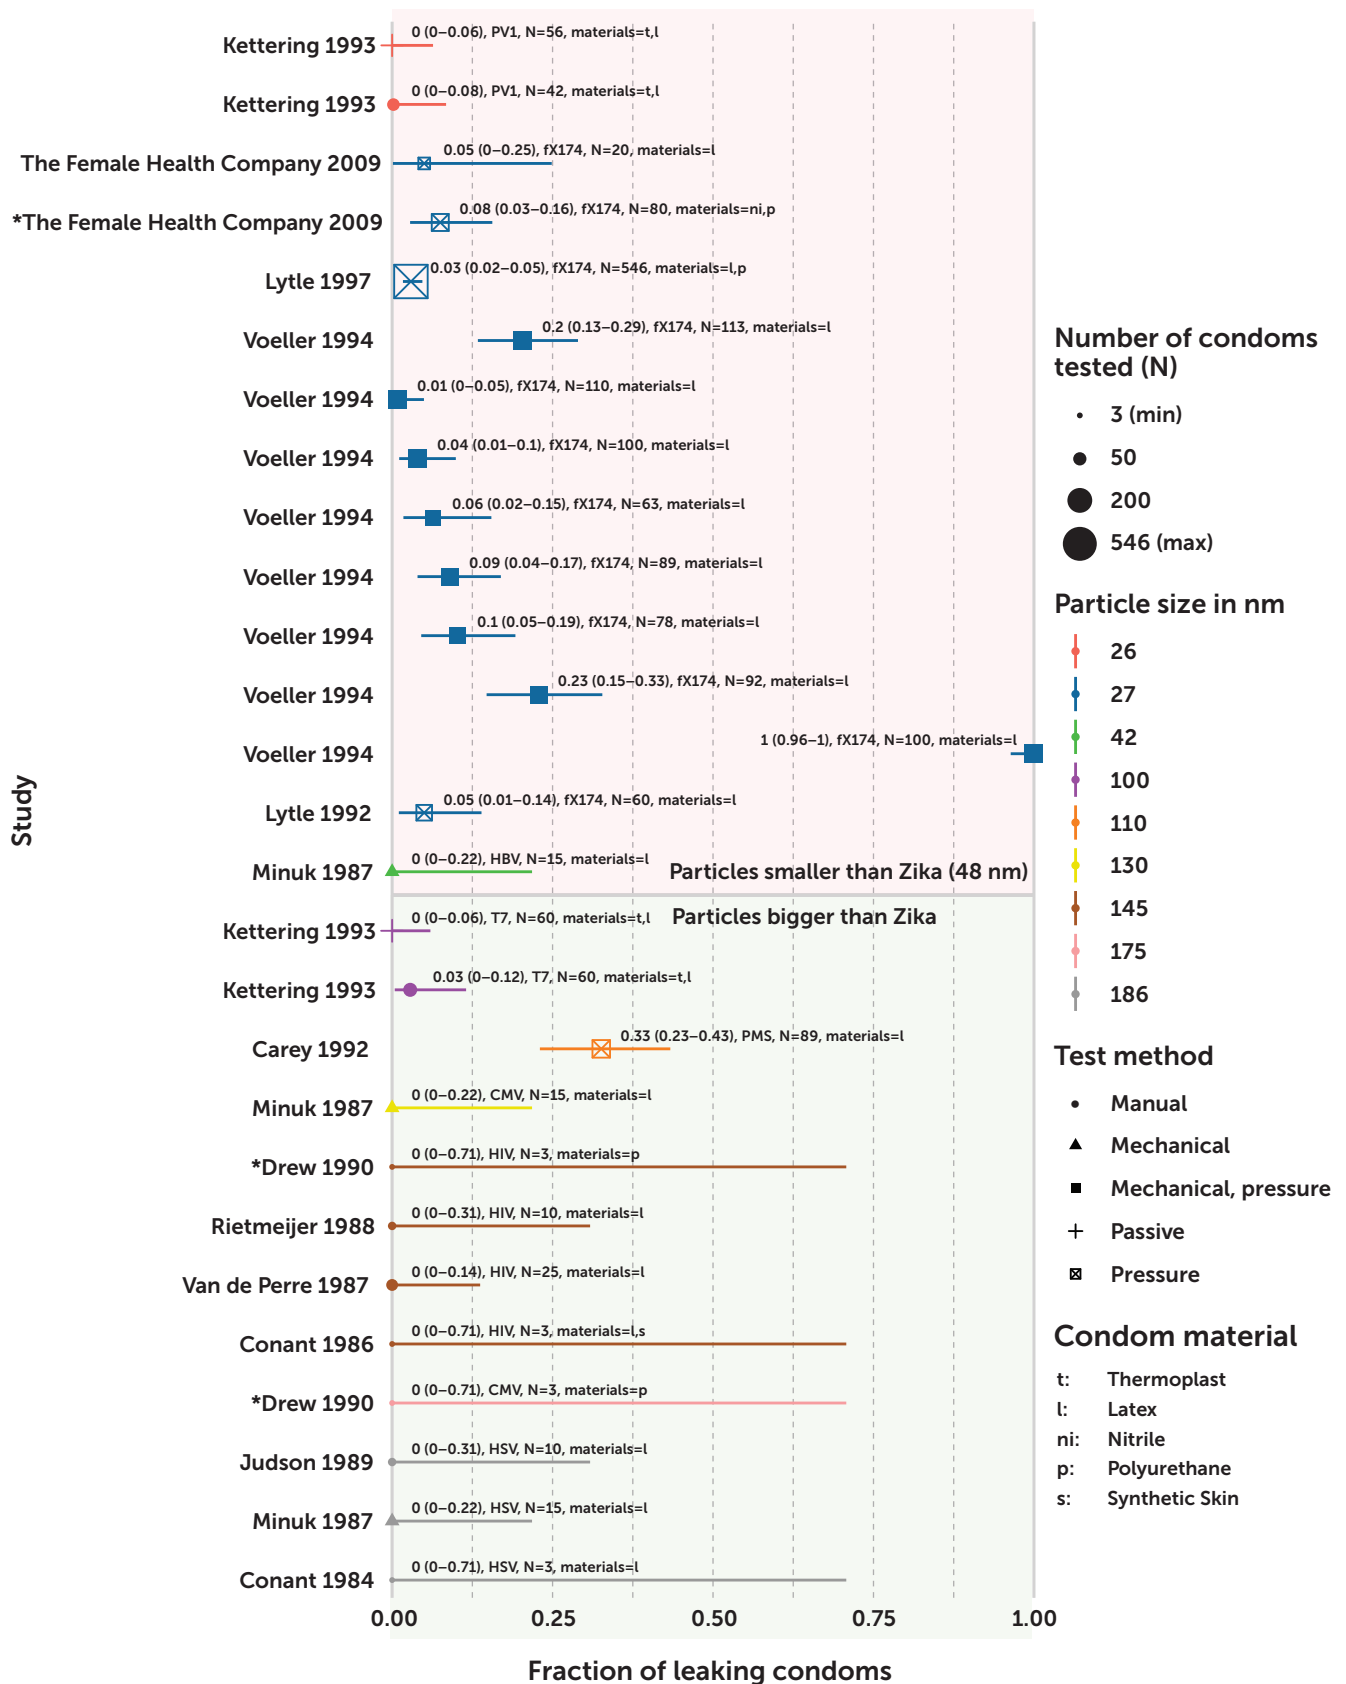 Kettering 1993
0 (0–0.06), PV1, N=56, materials=t,l
Kettering 1993
0 (0–0.08), PV1, N=42, materials=t,l
The Female Health Company 2009
0.05 (0–0.25), fX174, N=20, materials=l
*The Female Health Company 2009
0.08 (0.03–0.16), fX174, N=80, materials=ni,p
Lytle 1997
0.03 (0.02–0.05), fX174, N=546, materials=l,p
Voeller 1994
0.2 (0.13–0.29), fX174, N=113, materials=l
Voeller 1994
0.01 (0–0.05), fX174, N=110, materials=l
Voeller 1994
0.04 (0.01–0.1), fX174, N=100, materials=l
Voeller 1994
0.06 (0.02–0.15), fX174, N=63, materials=l
Voeller 1994
0.09 (0.04–0.17), fX174, N=89, materials=l
Voeller 1994
0.1 (0.05–0.19), fX174, N=78, materials=l
Voeller 1994
0.23 (0.15–0.33), fX174, N=92, materials=l
Voeller 1994
1 (0.96–1), fX174, N=100, materials=l
Lytle 1992
0.05 (0.01–0.14), fX174, N=60, materials=l
Minuk 1987
0 (0–0.22), HBV, N=15, materials=l
Particles smaller than Zika (48 nm)
Particles bigger than Zika
Kettering 1993
0 (0–0.06), T7, N=60, materials=t,l
Kettering 1993
0.03 (0–0.12), T7, N=60, materials=t,l
Carey 1992
0.33 (0.23–0.43), PMS, N=89, materials=l
Minuk 1987
0 (0–0.22), CMV, N=15, materials=l
*Drew 1990
0 (0–0.71), HIV, N=3, materials=p
Rietmeijer 1988
0 (0–0.31), HIV, N=10, materials=l
Van de Perre 1987
0 (0–0.14), HIV, N=25, materials=l
Conant 1986
0 (0–0.71), HIV, N=3, materials=l,s
*Drew 1990
0 (0–0.71), CMV, N=3, materials=p
Judson 1989
0 (0–0.31), HSV, N=10, materials=l
Minuk 1987
0 (0–0.22), HSV, N=15, materials=l
Conant 1984
0 (0–0.71), HSV, N=3, materials=l
Study
0.00
0.25
0.50
0.75
1.00
Fraction of leaking condoms
Number of condoms
tested (N)
3 (min)
50
200
546 (max)
Particle size in nm
26
27
42
100
110
130
145
175
186
Test method
Manual
Mechanical
Mechanical, pressure
Passive
Pressure
Condom material
t: Thermoplast
l: Latex
ni: Nitrile
p: Polyurethane
s: Synthetic Skin